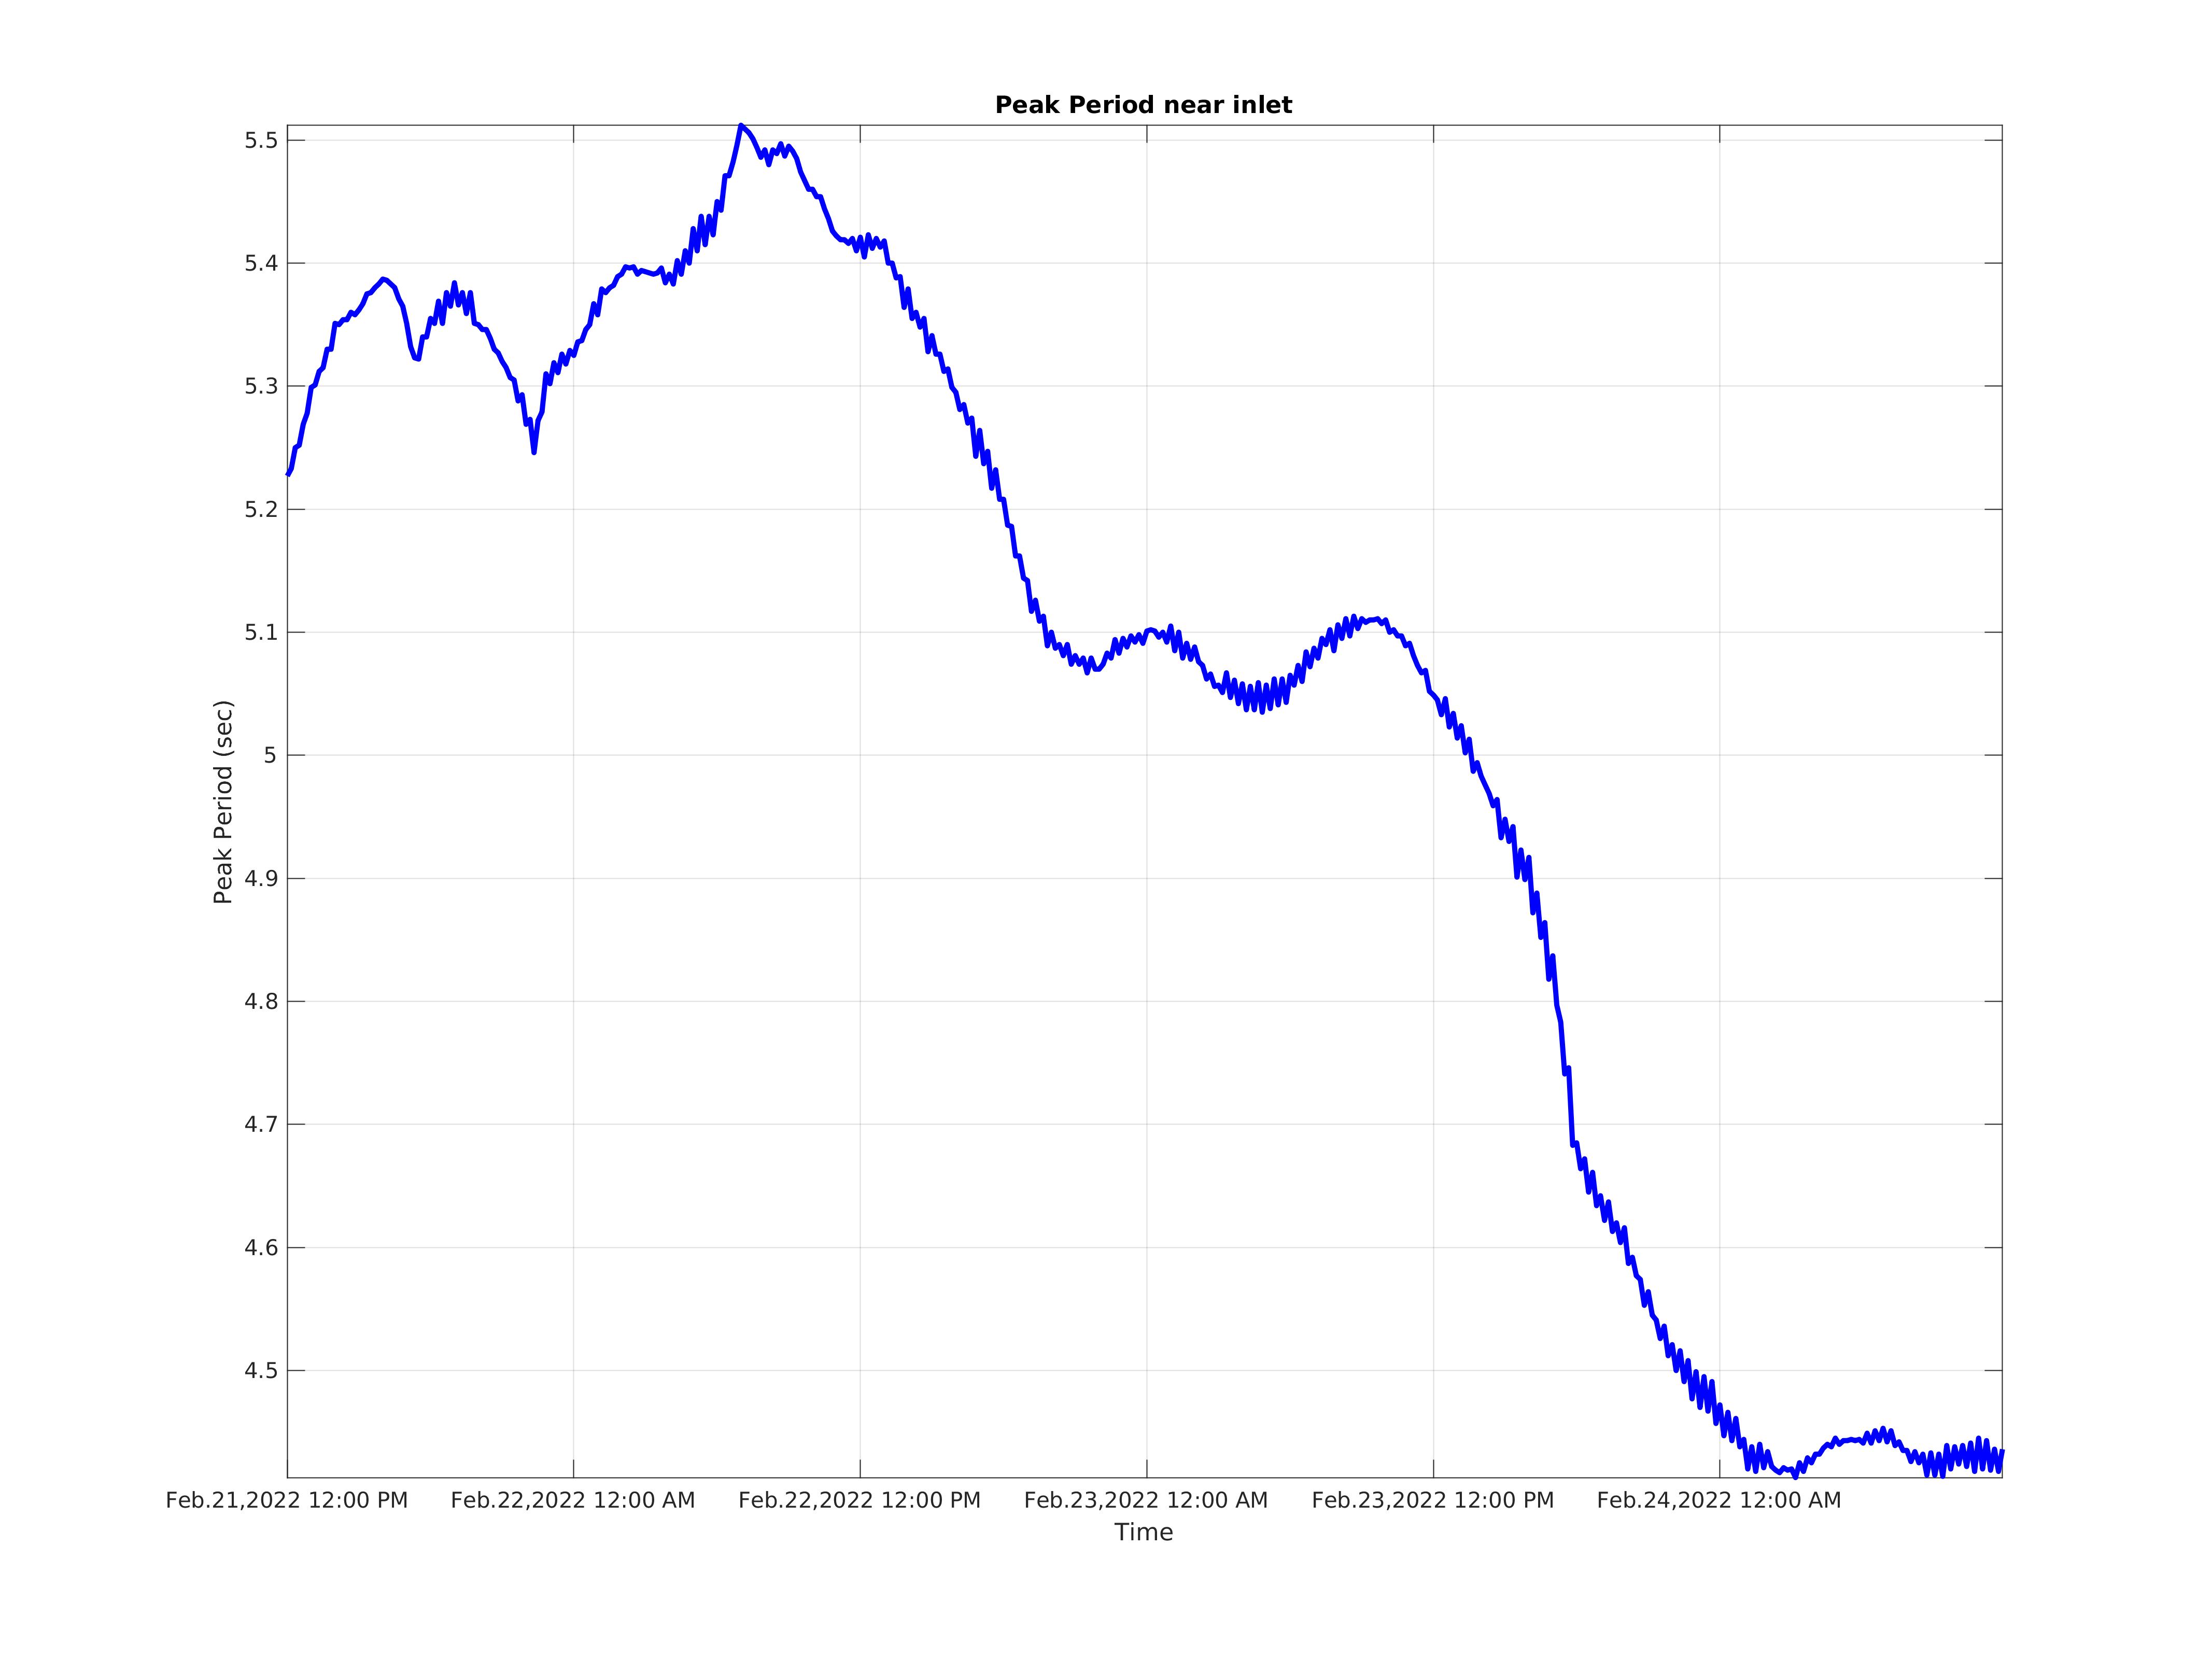 Peak Period near inlet
5.5
5.4
5.3
5.2
5.1
5
4.9
4.8
4.7
4.6
4.5
Peak Period (sec)
Feb.21,2022 12:00 PM
Feb.22,2022 12:00 AM
Feb.22,2022 12:00 PM
Feb.23,2022 12:00 AM
Feb.23,2022 12:00 PM
Feb.24,2022 12:00 AM
Time